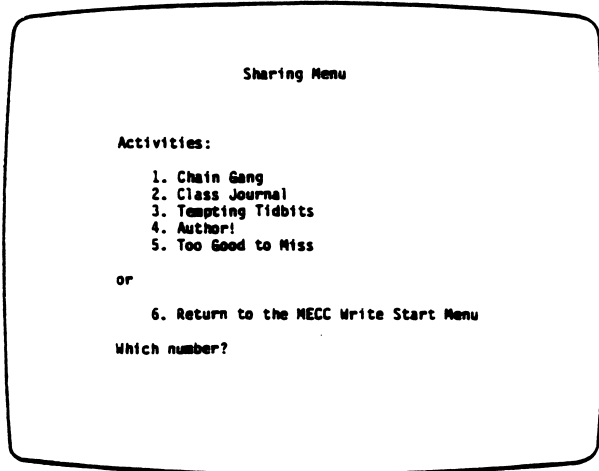 Sharing Menu
Activities:
1. Chain Gang
2. Class Journal
3. Tempting Tidbits
4. Author!
5. Too Good to Miss
or
6. Return to the MECC Write Start Menu
Which number?